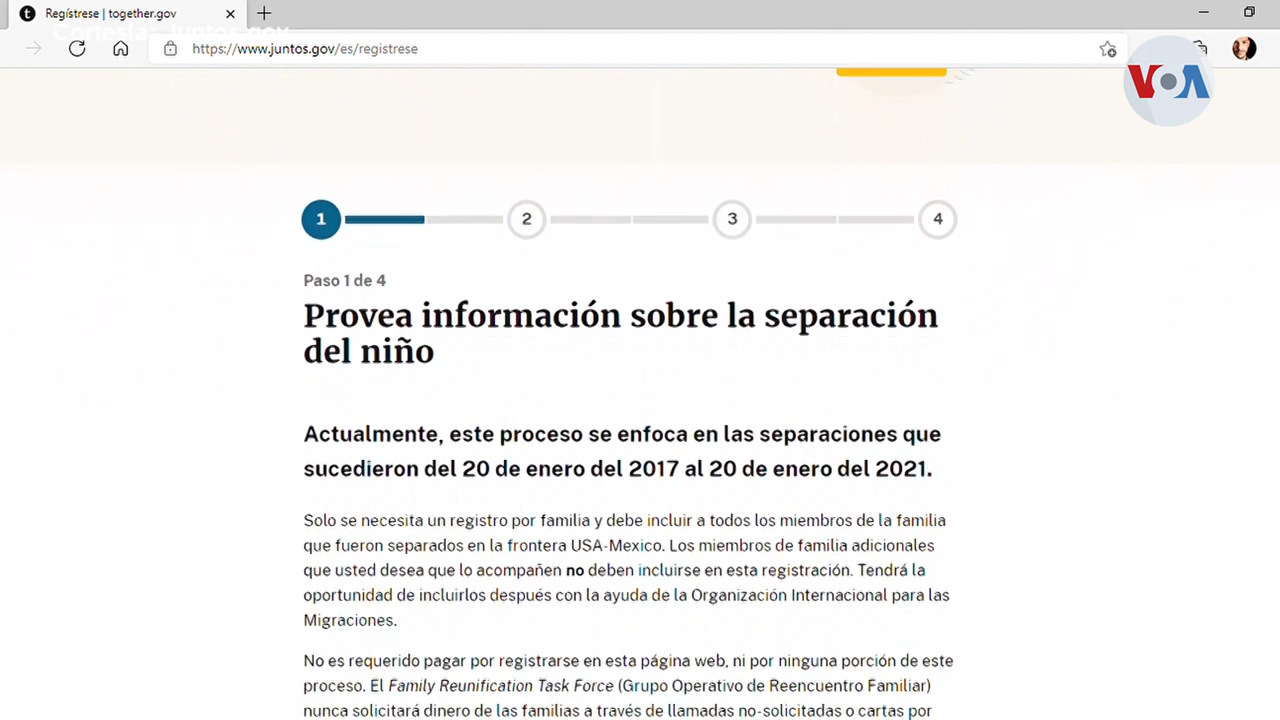 Regístrese | together.gov
Cortesía - Juntos.gov
https://www.juntos.gov/es/registrese
VOA
1
2
3
4
Paso 1 de 4
Provea información sobre la separación
del niño
Actualmente, este proceso se enfoca en las separaciones que
sucedieron del 20 de enero del 2017 al 20 de enero del 2021.
Solo se necesita un registro por familia y debe incluir a todos los miembros de la familia
que fueron separados en la frontera USA-Mexico. Los miembros de familia adicionales
que usted desea que lo acompañen no deben incluirse en esta registración. Tendrá la
oportunidad de incluirlos después con la ayuda de la Organización Internacional para las
Migraciones.
No es requerido pagar por registrarse en esta página web, ni por ninguna porción de este
proceso. El Family Reunification Task Force (Grupo Operativo de Reencuentro Familiar)
nunca solicitará dinero de las familias a través de llamadas no-solicitadas o cartas por